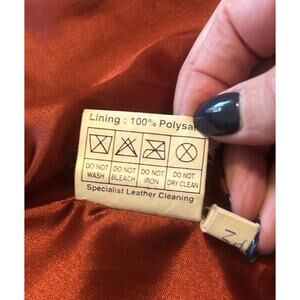 Lining : 100% Polysa
DO NOT WASH
DO NOT BLEACH
DO NOT IRON
DO NOT DRY CLEAN
Specialist Leather Cleaning